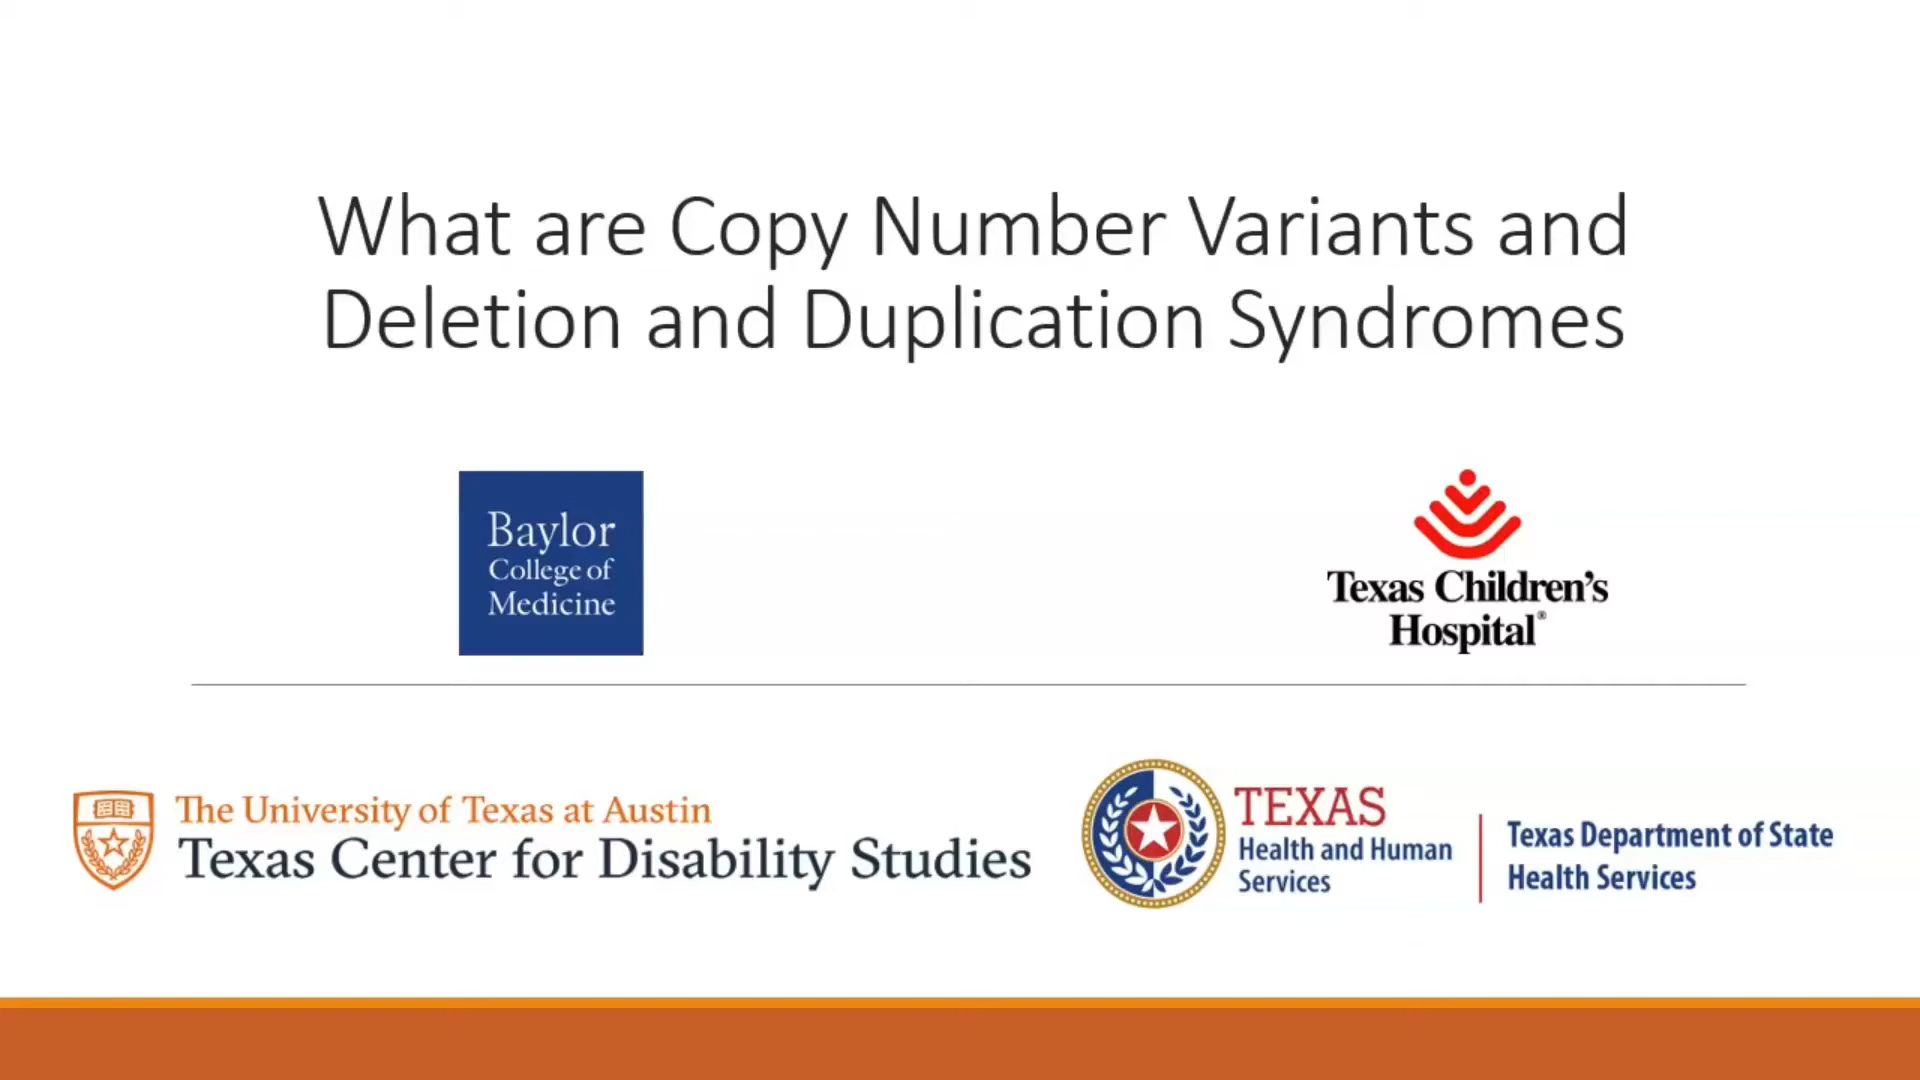 What are Copy Number Variants and
Deletion and Duplication Syndromes
Baylor
College of
Medicine
Texas Children's
Hospital®
The University of Texas at Austin
Texas Center for Disability Studies
TEXAS
Health and Human
Services
Texas Department of State
Health Services